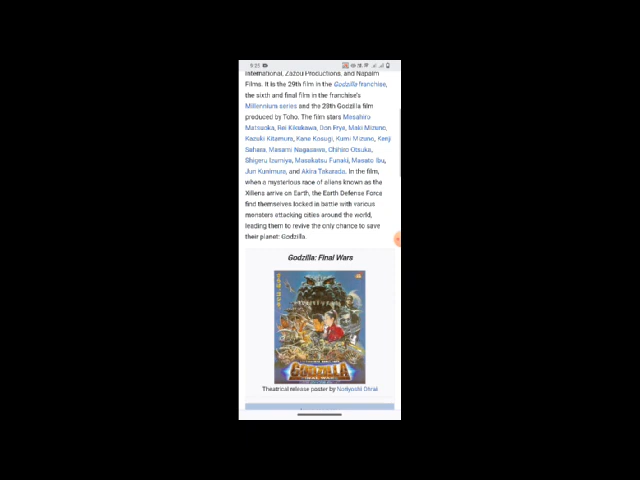 9:25
International, Zazou Productions, and Napalm
Films. It is the 29th film in the Godzilla franchise,
the sixth and final film in the franchise's
Millennium series and the 28th Godzilla film
produced by Toho. The film stars Masahiro
Matsuoka, Rei Kikukawa, Don Frye, Maki Mizuno,
Kazuki Kitamura, Kane Kosugi, Kumi Mizuno, Kenji
Sahara, Masami Nagasawa, Chihiro Otsuka,
Shigeru Izumiya, Masakatsu Funaki, Masato Ibu,
Jun Kunimura, and Akira Takarada. In the film,
when a mysterious race of aliens known as the
Xiliens arrive on Earth, the Earth Defense Force
find themselves locked in battle with various
monsters attacking cities around the world,
leading them to revive the only chance to save
their planet: Godzilla.
Godzilla: Final Wars
GODZILLA
FINAL WARS
Theatrical release poster by Noriyoshi Ohrai